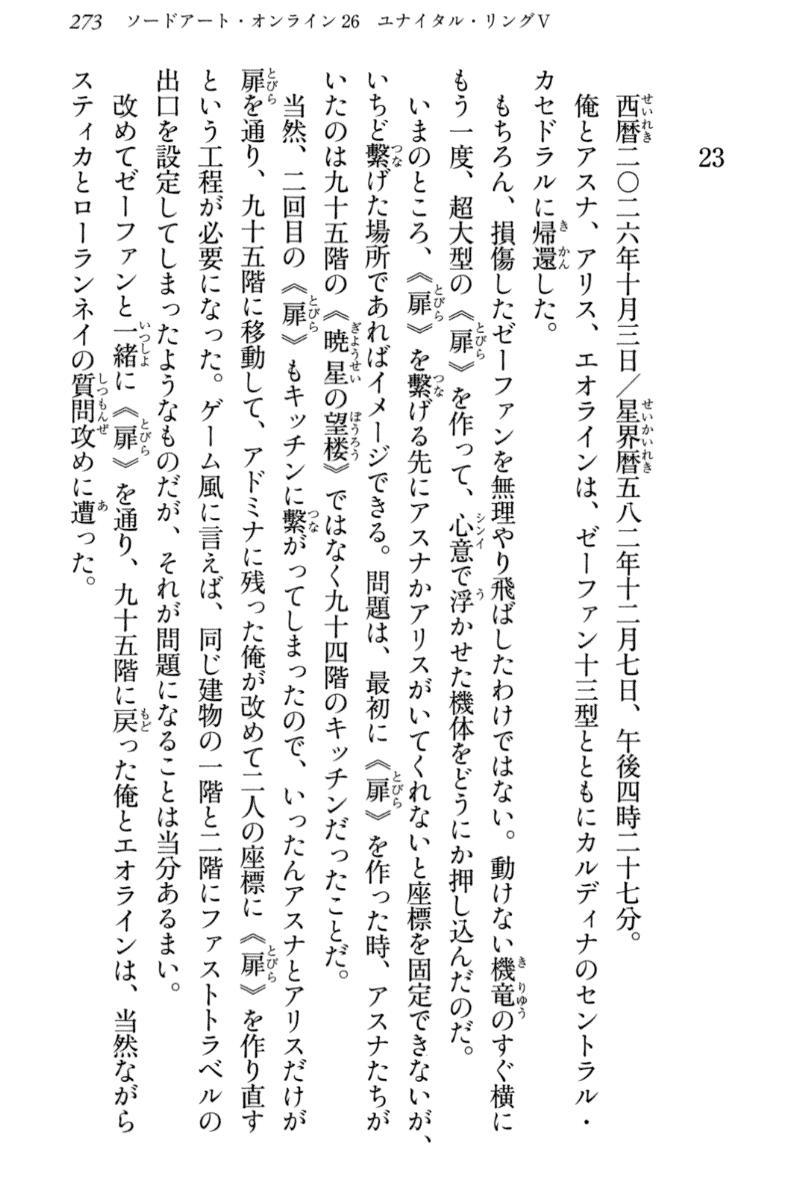 273 ソードアート・オンライン26 ユナイタル・リングⅤ
23
西暦二〇二六年十月三日／星界暦五八二年十二月七日、午後四時二十七分。
俺とアスナ、アリス、エオラインは、ゼーファン十三型とともにカルディナのセントラル・
カセドラルに帰還した。
もちろん、損傷したゼーファンを無理やり飛ばしたわけではない。動けない機竜のすぐ横に
もう一度、超大型の《扉》を作って、心意で浮かせた機体をどうにか押し込んだのだ。
いまのところ、《扉》を繋げる先にアスナかアリスがいてくれないと座標を固定できないが、
いちど繋げた場所であればイメージできる。問題は、最初に《扉》を作った時、アスナたちが
いたのは九十五階の《暁星の望楼》ではなく九十四階のキッチンだったことだ。
当然、二回目の《扉》もキッチンに繋がってしまったので、いったんアスナとアリスだけが
扉を通り、九十五階に移動して、アドミナに残った俺が改めて二人の座標に《扉》を作り直す
という工程が必要になった。ゲーム風に言えば、同じ建物の一階と二階にファストトラベルの
出口を設定してしまったようなものだが、それが問題になることは当分あるまい。
改めてゼーファンと一緒に《扉》を通り、九十五階に戻った俺とエオラインは、当然ながら
スティカとローランネイの質問攻めに遭った。